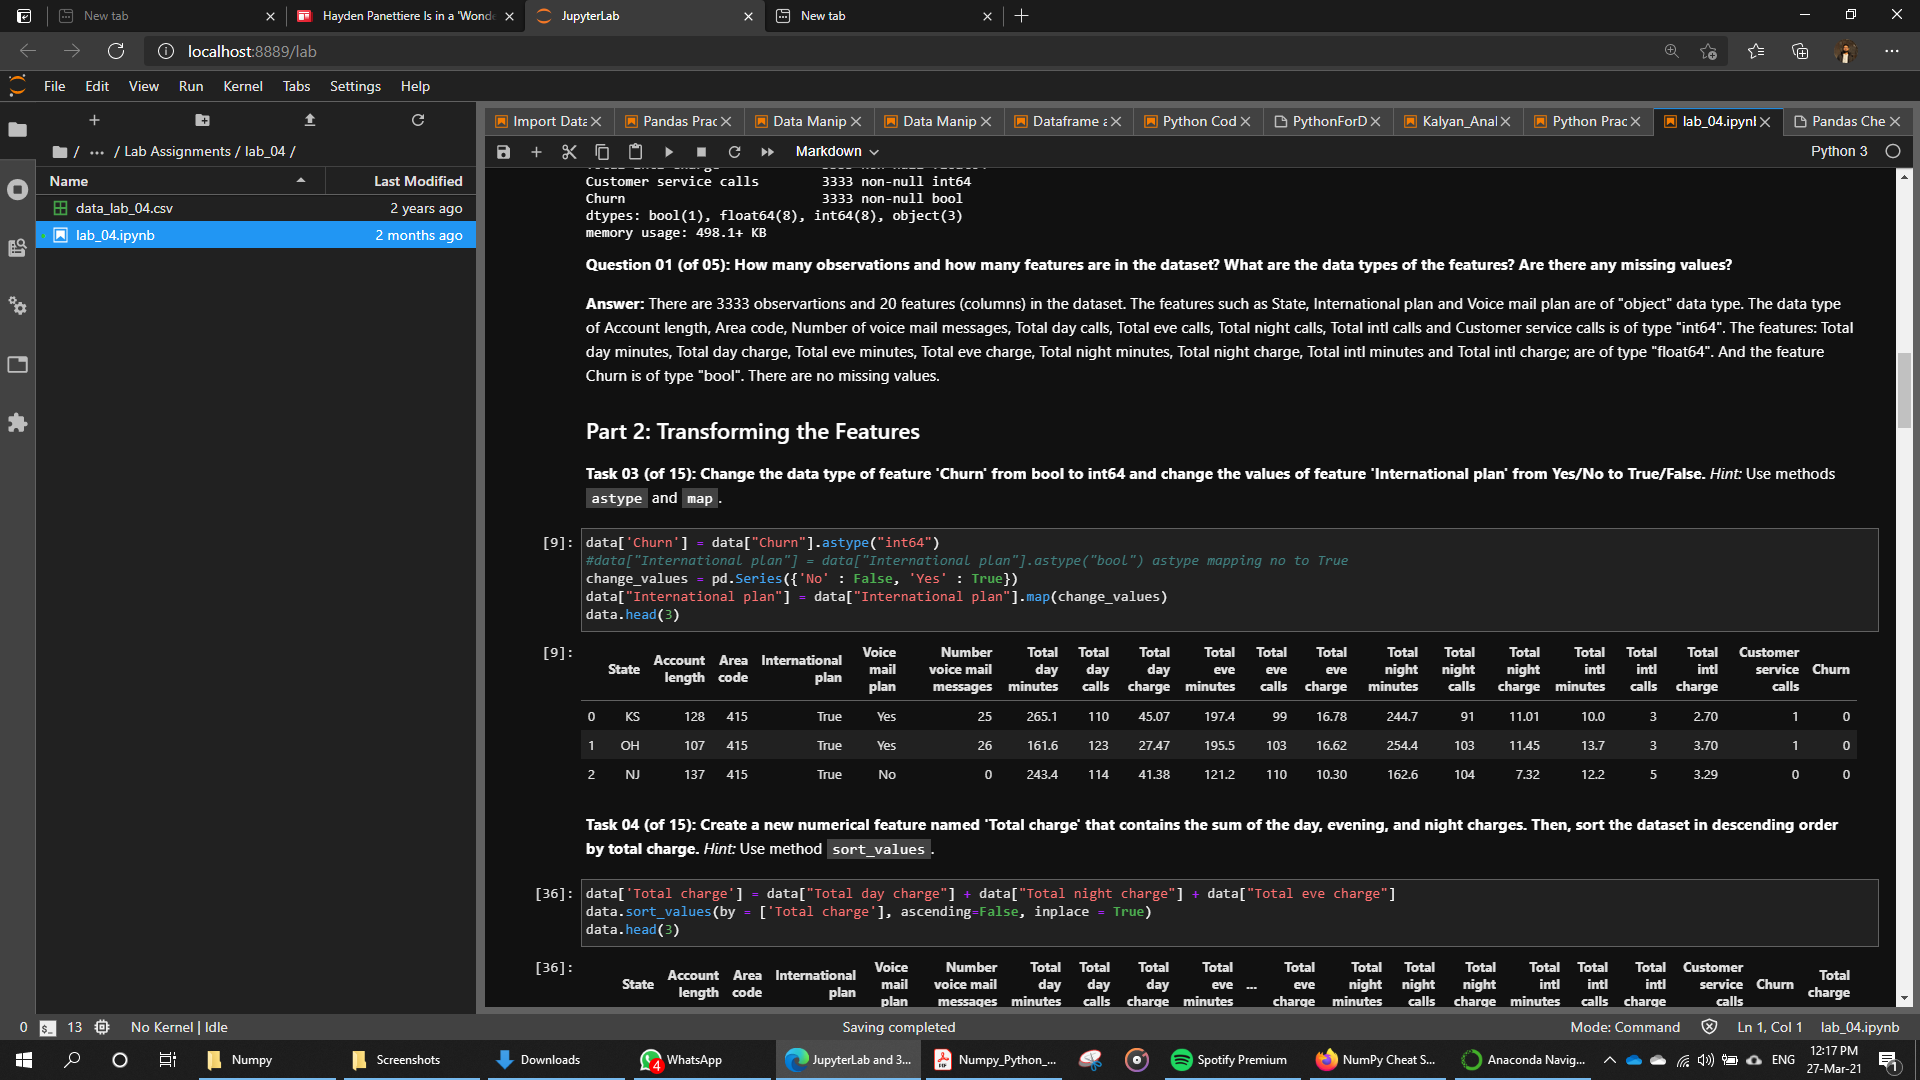 New tab
Hayden Panettiere Is in a 'Wond
JupyterLab
New tab
localhost:8889/lab
File Edit View Run Kernel Tabs Settings Help
Import Data
Pandas Prac
Data Manip
Data Manip
Dataframe a
Python Cod
PythonForD
Kalyan_Anal
Python Prac
lab_04.ipynl
Pandas Che
/ ... / Lab Assignments / lab_04 /
Markdown
Python 3
Name Last Modified
data_lab_04.csv 2 years ago
lab_04.ipynb 2 months ago
Customer service calls 3333 non-null int64
Churn 3333 non-null bool
dtypes: bool(1), float64(8), int64(8), object(3)
memory usage: 498.1+ KB
Question 01 (of 05): How many observations and how many features are in the dataset? What are the data types of the features? Are there any missing values?
Answer: There are 3333 observartions and 20 features (columns) in the dataset. The features such as State, International plan and Voice mail plan are of "object" data type. The data type
of Account length, Area code, Number of voice mail messages, Total day calls, Total eve calls, Total night calls, Total intl calls and Customer service calls is of type "int64". The features: Total
day minutes, Total day charge, Total eve minutes, Total eve charge, Total night minutes, Total night charge, Total intl minutes and Total intl charge; are of type "float64". And the feature
Churn is of type "bool". There are no missing values.
Part 2: Transforming the Features
Task 03 (of 15): Change the data type of feature 'Churn' from bool to int64 and change the values of feature 'International plan' from Yes/No to True/False. Hint: Use methods
astype and map.
[9]: data['Churn'] = data["Churn"].astype("int64")
#data["International plan"] = data["International plan"].astype("bool") astype mapping no to True
change_values = pd.Series({'No' : False, 'Yes' : True})
data["International plan"] = data["International plan"].map(change_values)
data.head(3)
[9]:
State Account length Area code International plan Voice mail plan Number voice mail messages Total day minutes Total day calls Total day charge Total eve minutes Total eve calls Total eve charge Total night minutes Total night calls Total night charge Total intl minutes Total intl calls Total intl charge Customer service calls Churn
0 KS 128 415 True Yes 25 265.1 110 45.07 197.4 99 16.78 244.7 91 11.01 10.0 3 2.70 1 0
1 OH 107 415 True Yes 26 161.6 123 27.47 195.5 103 16.62 254.4 103 11.45 13.7 3 3.70 1 0
2 NJ 137 415 True No 0 243.4 114 41.38 121.2 110 10.30 162.6 104 7.32 12.2 5 3.29 0 0
Task 04 (of 15): Create a new numerical feature named 'Total charge' that contains the sum of the day, evening, and night charges. Then, sort the dataset in descending order
by total charge. Hint: Use method sort_values.
[36]: data['Total charge'] = data["Total day charge"] + data["Total night charge"] + data["Total eve charge"]
data.sort_values(by = ['Total charge'], ascending=False, inplace = True)
data.head(3)
[36]:
State Account length Area code International plan Voice mail plan Number voice mail messages Total day minutes Total day calls Total day charge Total eve minutes ... Total eve charge Total night minutes Total night calls Total night charge Total intl minutes Total intl calls Total intl charge Customer service calls Churn Total charge
0 13 No Kernel | Idle Saving completed Mode: Command Ln 1, Col 1 lab_04.ipynb
Numpy
Screenshots
Downloads
4 WhatsApp
JupyterLab and 3...
Numpy_Python_...
Spotify Premium
NumPy Cheat S...
Anaconda Navig...
ENG
12:17 PM
27-Mar-21
1